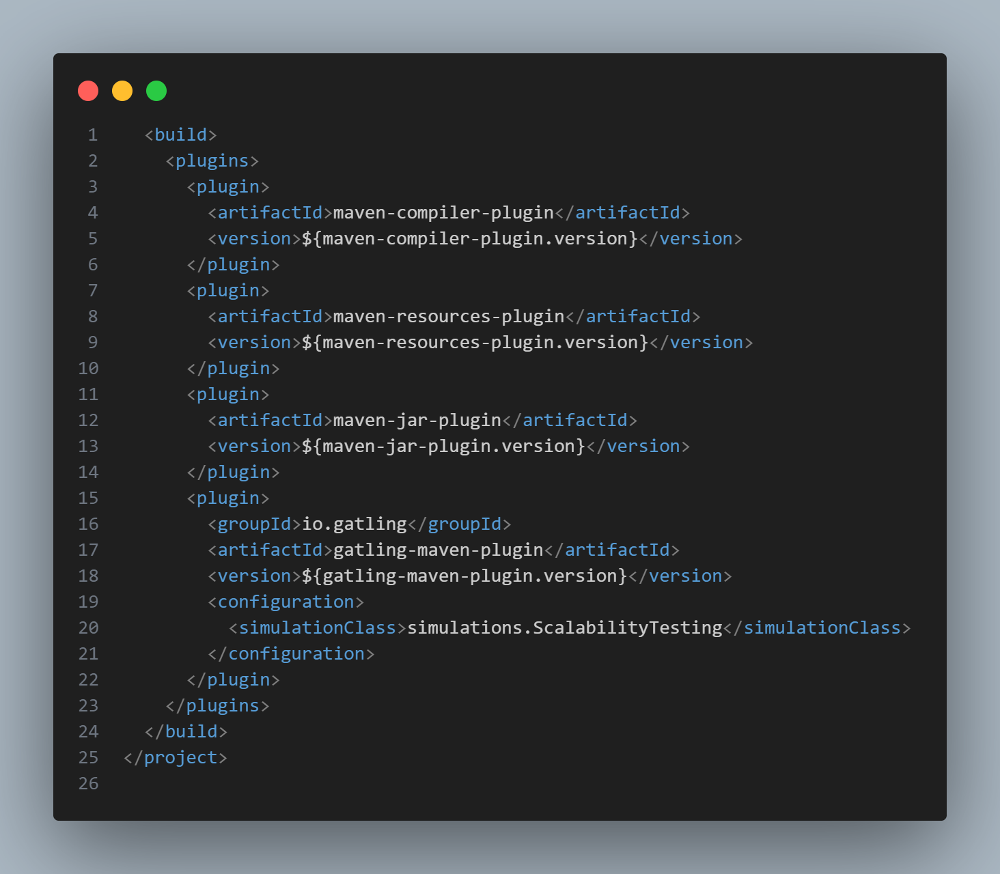 1 <build>
2 <plugins>
3 <plugin>
4 <artifactId>maven-compiler-plugin</artifactId>
5 <version>${maven-compiler-plugin.version}</version>
6 </plugin>
7 <plugin>
8 <artifactId>maven-resources-plugin</artifactId>
9 <version>${maven-resources-plugin.version}</version>
10 </plugin>
11 <plugin>
12 <artifactId>maven-jar-plugin</artifactId>
13 <version>${maven-jar-plugin.version}</version>
14 </plugin>
15 <plugin>
16 <groupId>io.gatling</groupId>
17 <artifactId>gatling-maven-plugin</artifactId>
18 <version>${gatling-maven-plugin.version}</version>
19 <configuration>
20 <simulationClass>simulations.ScalabilityTesting</simulationClass>
21 </configuration>
22 </plugin>
23 </plugins>
24 </build>
25 </project>
26